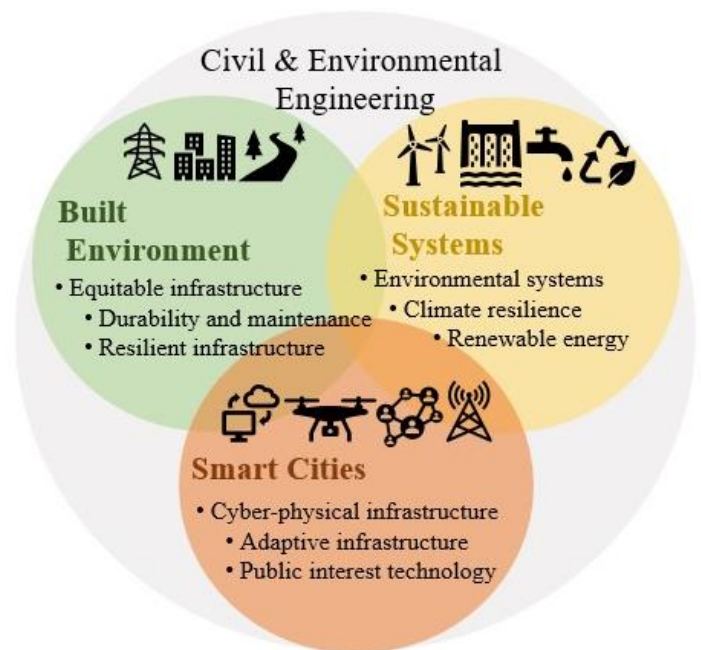 Civil & Environmental
Engineering
Built
Environment
• Equitable infrastructure
• Durability and maintenance
• Resilient infrastructure
Sustainable
Systems
• Environmental systems
• Climate resilience
• Renewable energy
Smart Cities
• Cyber-physical infrastructure
• Adaptive infrastructure
• Public interest technology